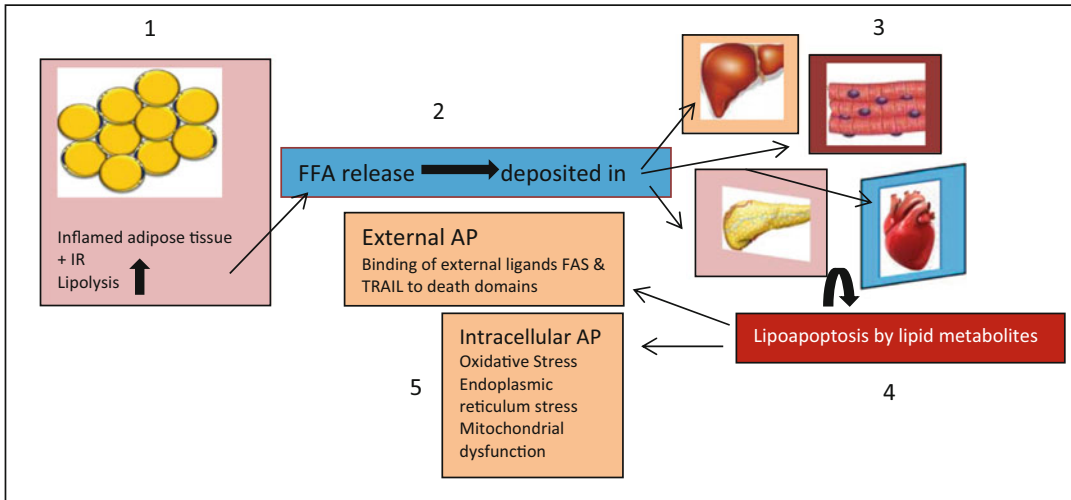 1
Inflamed adipose tissue
+ IR
Lipolysis
2
FFA release deposited in
3
External AP
Binding of external ligands FAS &
TRAIL to death domains
Lipoapoptosis by lipid metabolites
4
5
Intracellular AP
Oxidative Stress
Endoplasmic
reticulum stress
Mitochondrial
dysfunction